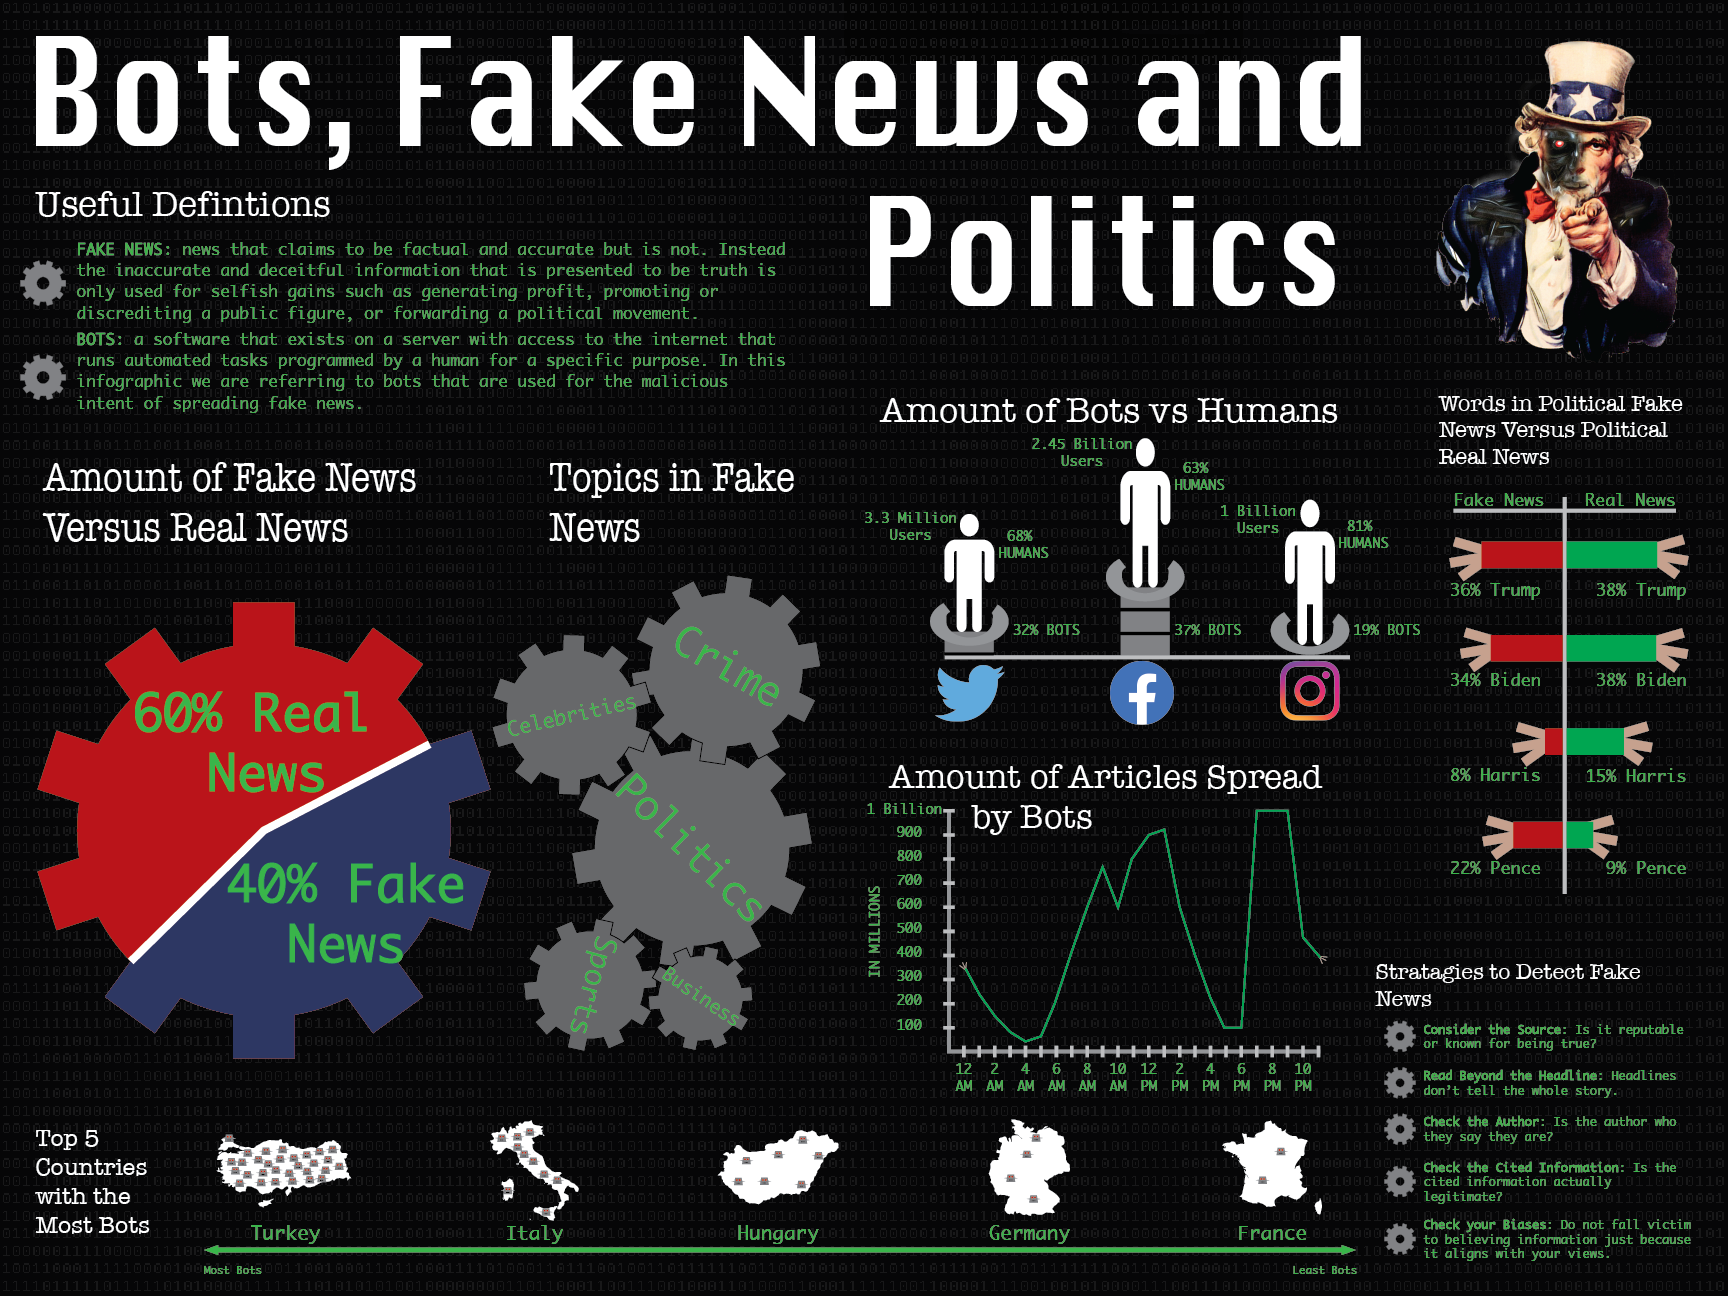 Bots, Fake News and
Politics
Useful Defintions
FAKE NEWS: news that claims to be factual and accurate but is not. Instead
the inaccurate and deceitful information that is presented to be truth is
only used for selfish gains such as generating profit, promoting or
discrediting a public figure, or forwarding a political movement.
BOTS: a software that exists on a server with access to the internet that
runs automated tasks programmed by a human for a specific purpose. In this
infographic we are referring to bots that are used for the malicious
intent of spreading fake news.
Amount of Fake News
Versus Real News
60% Real
News
40% Fake
News
Topics in Fake
News
Crime
Celebrities
Politics
Sports
Business
Amount of Bots vs Humans
2.45 Billion
Users
63%
HUMANS
3.3 Million
Users
68%
HUMANS
1 Billion
Users
81%
HUMANS
32% BOTS
37% BOTS
19% BOTS
Words in Political Fake
News Versus Political
Real News
Fake News
Real News
36% Trump
38% Trump
34% Biden
38% Biden
8% Harris
15% Harris
22% Pence
9% Pence
Amount of Articles Spread
by Bots
1 Billion
900
800
700
600
500
400
300
200
100
IN MILLIONS
12 2 4 6 8 10 12 2 4 6 8 10
AM AM AM AM AM AM PM PM PM PM PM PM
Stratagies to Detect Fake
News
Consider the Source: Is it reputable
or known for being true?
Read Beyond the Headline: Headlines
don't tell the whole story.
Check the Author: Is the author who
they say they are?
Check the Cited Information: Is the
cited information actually
legitimate?
Check your Biases: Do not fall victim
to believing information just because
it aligns with your views.
Top 5
Countries
with the
Most Bots
Turkey
Italy
Hungary
Germany
France
Most Bots
Least Bots